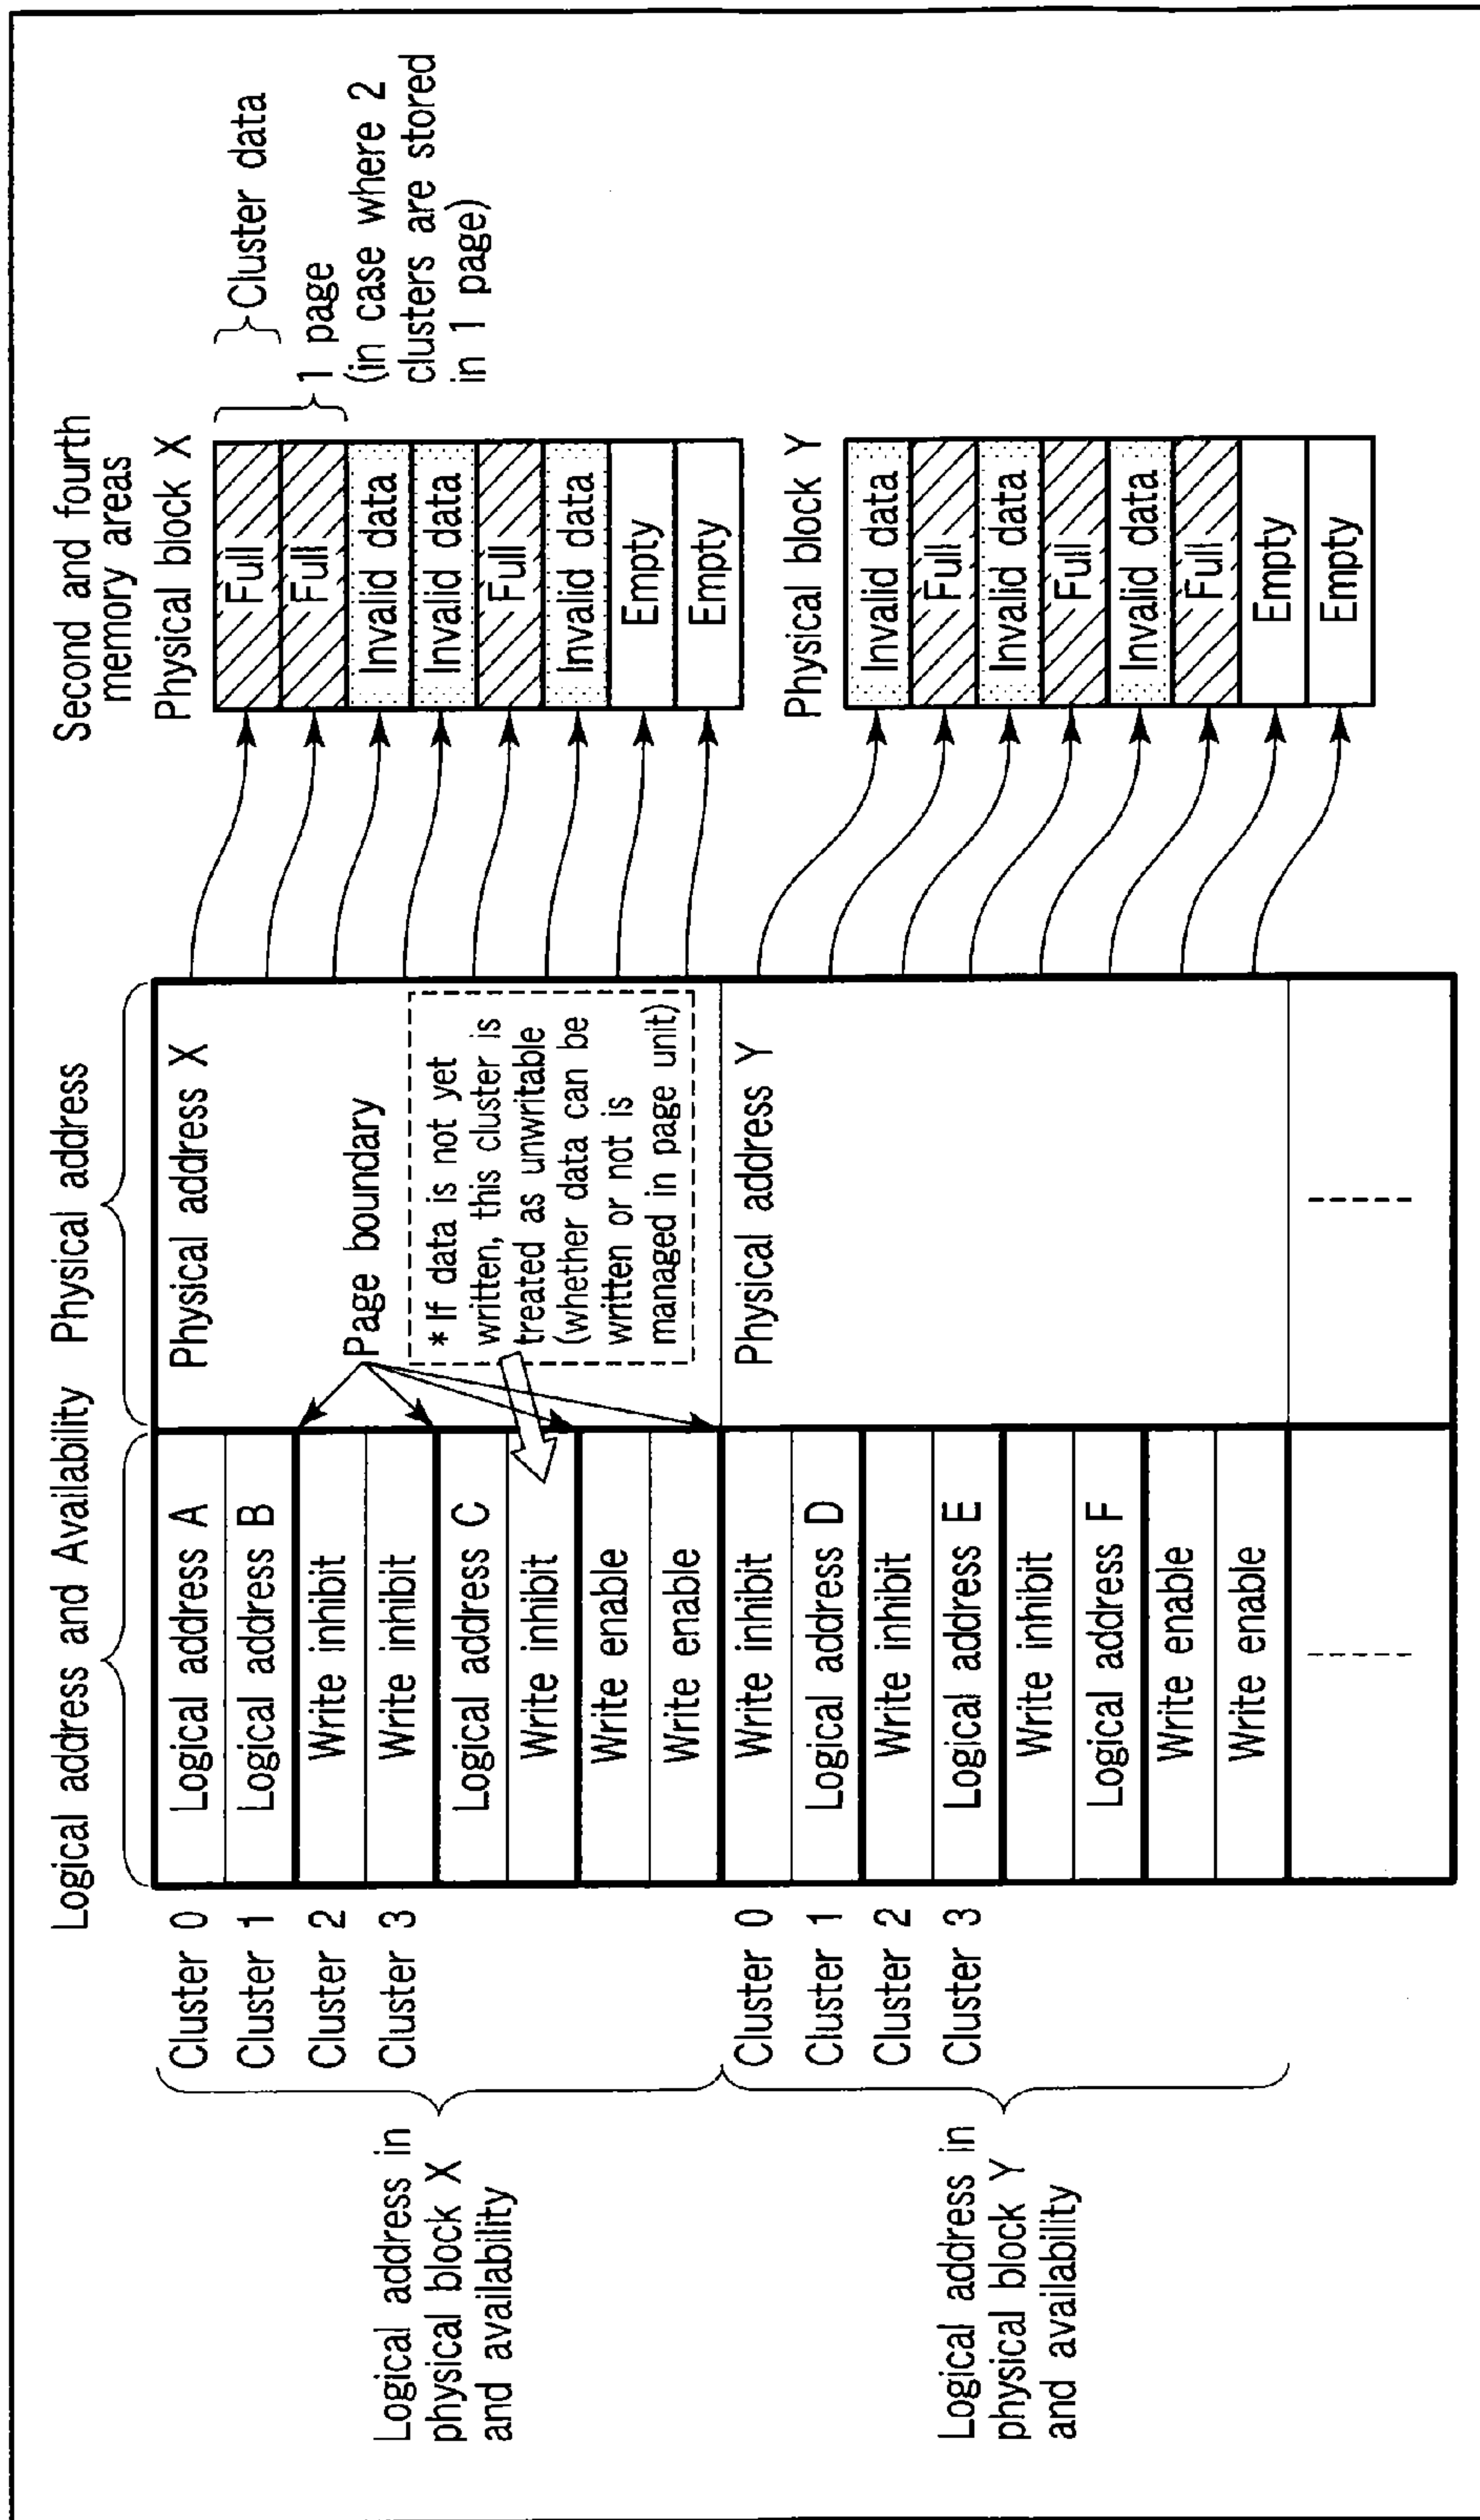 Logical address and Availability
Physical address
Second and fourth
memory areas
Physical block X
Cluster 0
Cluster 1
Cluster 2
Cluster 3
Logical address in
physical block X
and availability
Logical address A
Logical address B
Write inhibit
Write inhibit
Logical address C
Write inhibit
Write enable
Write enable
Physical address X
Page boundary
* If data is not yet
written, this cluster is
treated as unwritable
(whether data can be
written or not is
managed in page unit)
Full
Full
Invalid data
Invalid data
Full
Invalid data
Empty
Empty
Cluster data
1 page
(in case where 2
clusters are stored
in 1 page)
Cluster 0
Cluster 1
Cluster 2
Cluster 3
Logical address in
physical block Y
and availability
Write inhibit
Logical address D
Write inhibit
Logical address E
Write inhibit
Logical address F
Write enable
Write enable
Physical address Y
Physical block Y
Invalid data
Full
Invalid data
Full
Invalid data
Full
Empty
Empty